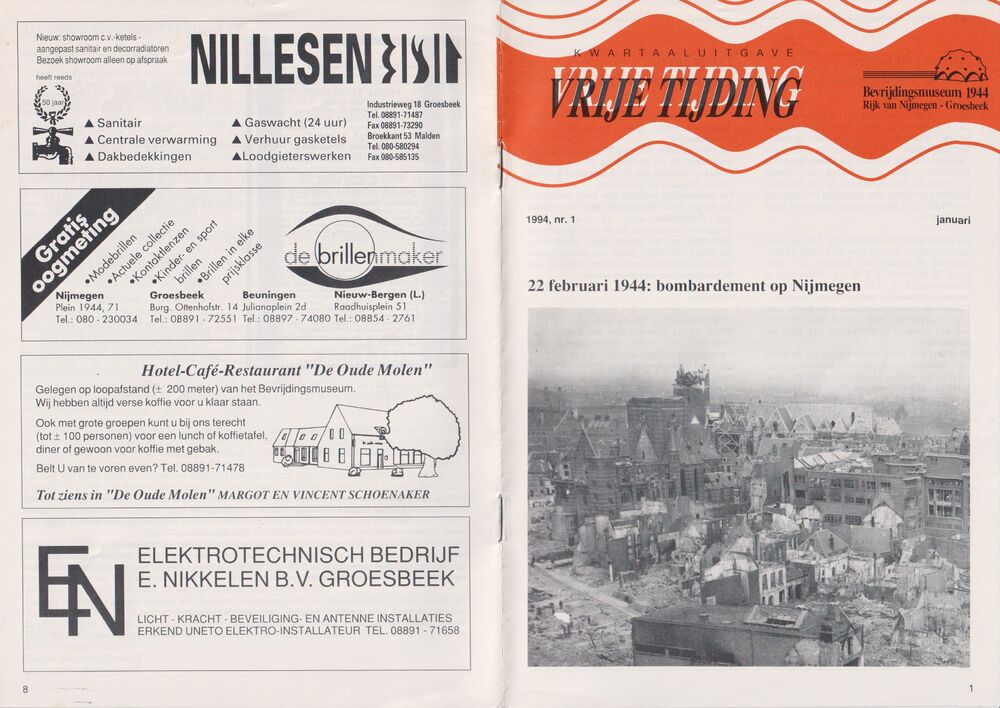 Nieuw: showroom c.v.-ketels -
aangepast sanitair en decorradiatoren
Bezoek showroom alleen op afspraak
heeft reeds
50 jaar
NILLESEN
Industrieweg 18 Groesbeek
Tel. 08891-71487
Fax 08891-73290
Broekkant 53 Malden
Tel. 080-580294
Fax 080-585135
▲ Sanitair
▲ Centrale verwarming
▲ Dakbedekkingen
▲ Gaswacht (24 uur)
▲ Verhuur gasketels
▲ Loodgieterswerken
Gratis
oogmeting
•Modebrillen
•Actuele collectie
•Kontaktlenzen
•Kinder- en sport
brillen
•Brillen in elke
prijsklasse
de brillenmaker
Nijmegen
Plein 1944, 71
Tel.: 080 - 230034
Groesbeek
Burg. Ottenhofstr. 14
Tel.: 08891 - 72551
Beuningen
Julianaplein 2d
Tel.: 08897 - 74080
Nieuw-Bergen (L.)
Raadhuisplein 51
Tel.: 08854 - 2761
Hotel-Café-Restaurant "De Oude Molen"
Gelegen op loopafstand (± 200 meter) van het Bevrijdingsmuseum.
Wij hebben altijd verse koffie voor u klaar staan.
Ook met grote groepen kunt u bij ons terecht
(tot ± 100 personen) voor een lunch of koffietafel,
diner of gewoon voor koffie met gebak.
Belt U van te voren even? Tel. 08891-71478
Tot ziens in "De Oude Molen" MARGOT EN VINCENT SCHOENAKER
EN
ELEKTROTECHNISCH BEDRIJF
E. NIKKELEN B.V. GROESBEEK
LICHT - KRACHT - BEVEILIGING- EN ANTENNE INSTALLATIES
ERKEND UNETO ELEKTRO-INSTALLATEUR TEL. 08891 - 71658
8
KWARTAALUITGAVE
VRIJE TIJDING
Bevrijdingsmuseum 1944
Rijk van Nijmegen - Groesbeek
1994, nr. 1
januari
22 februari 1944: bombardement op Nijmegen
1